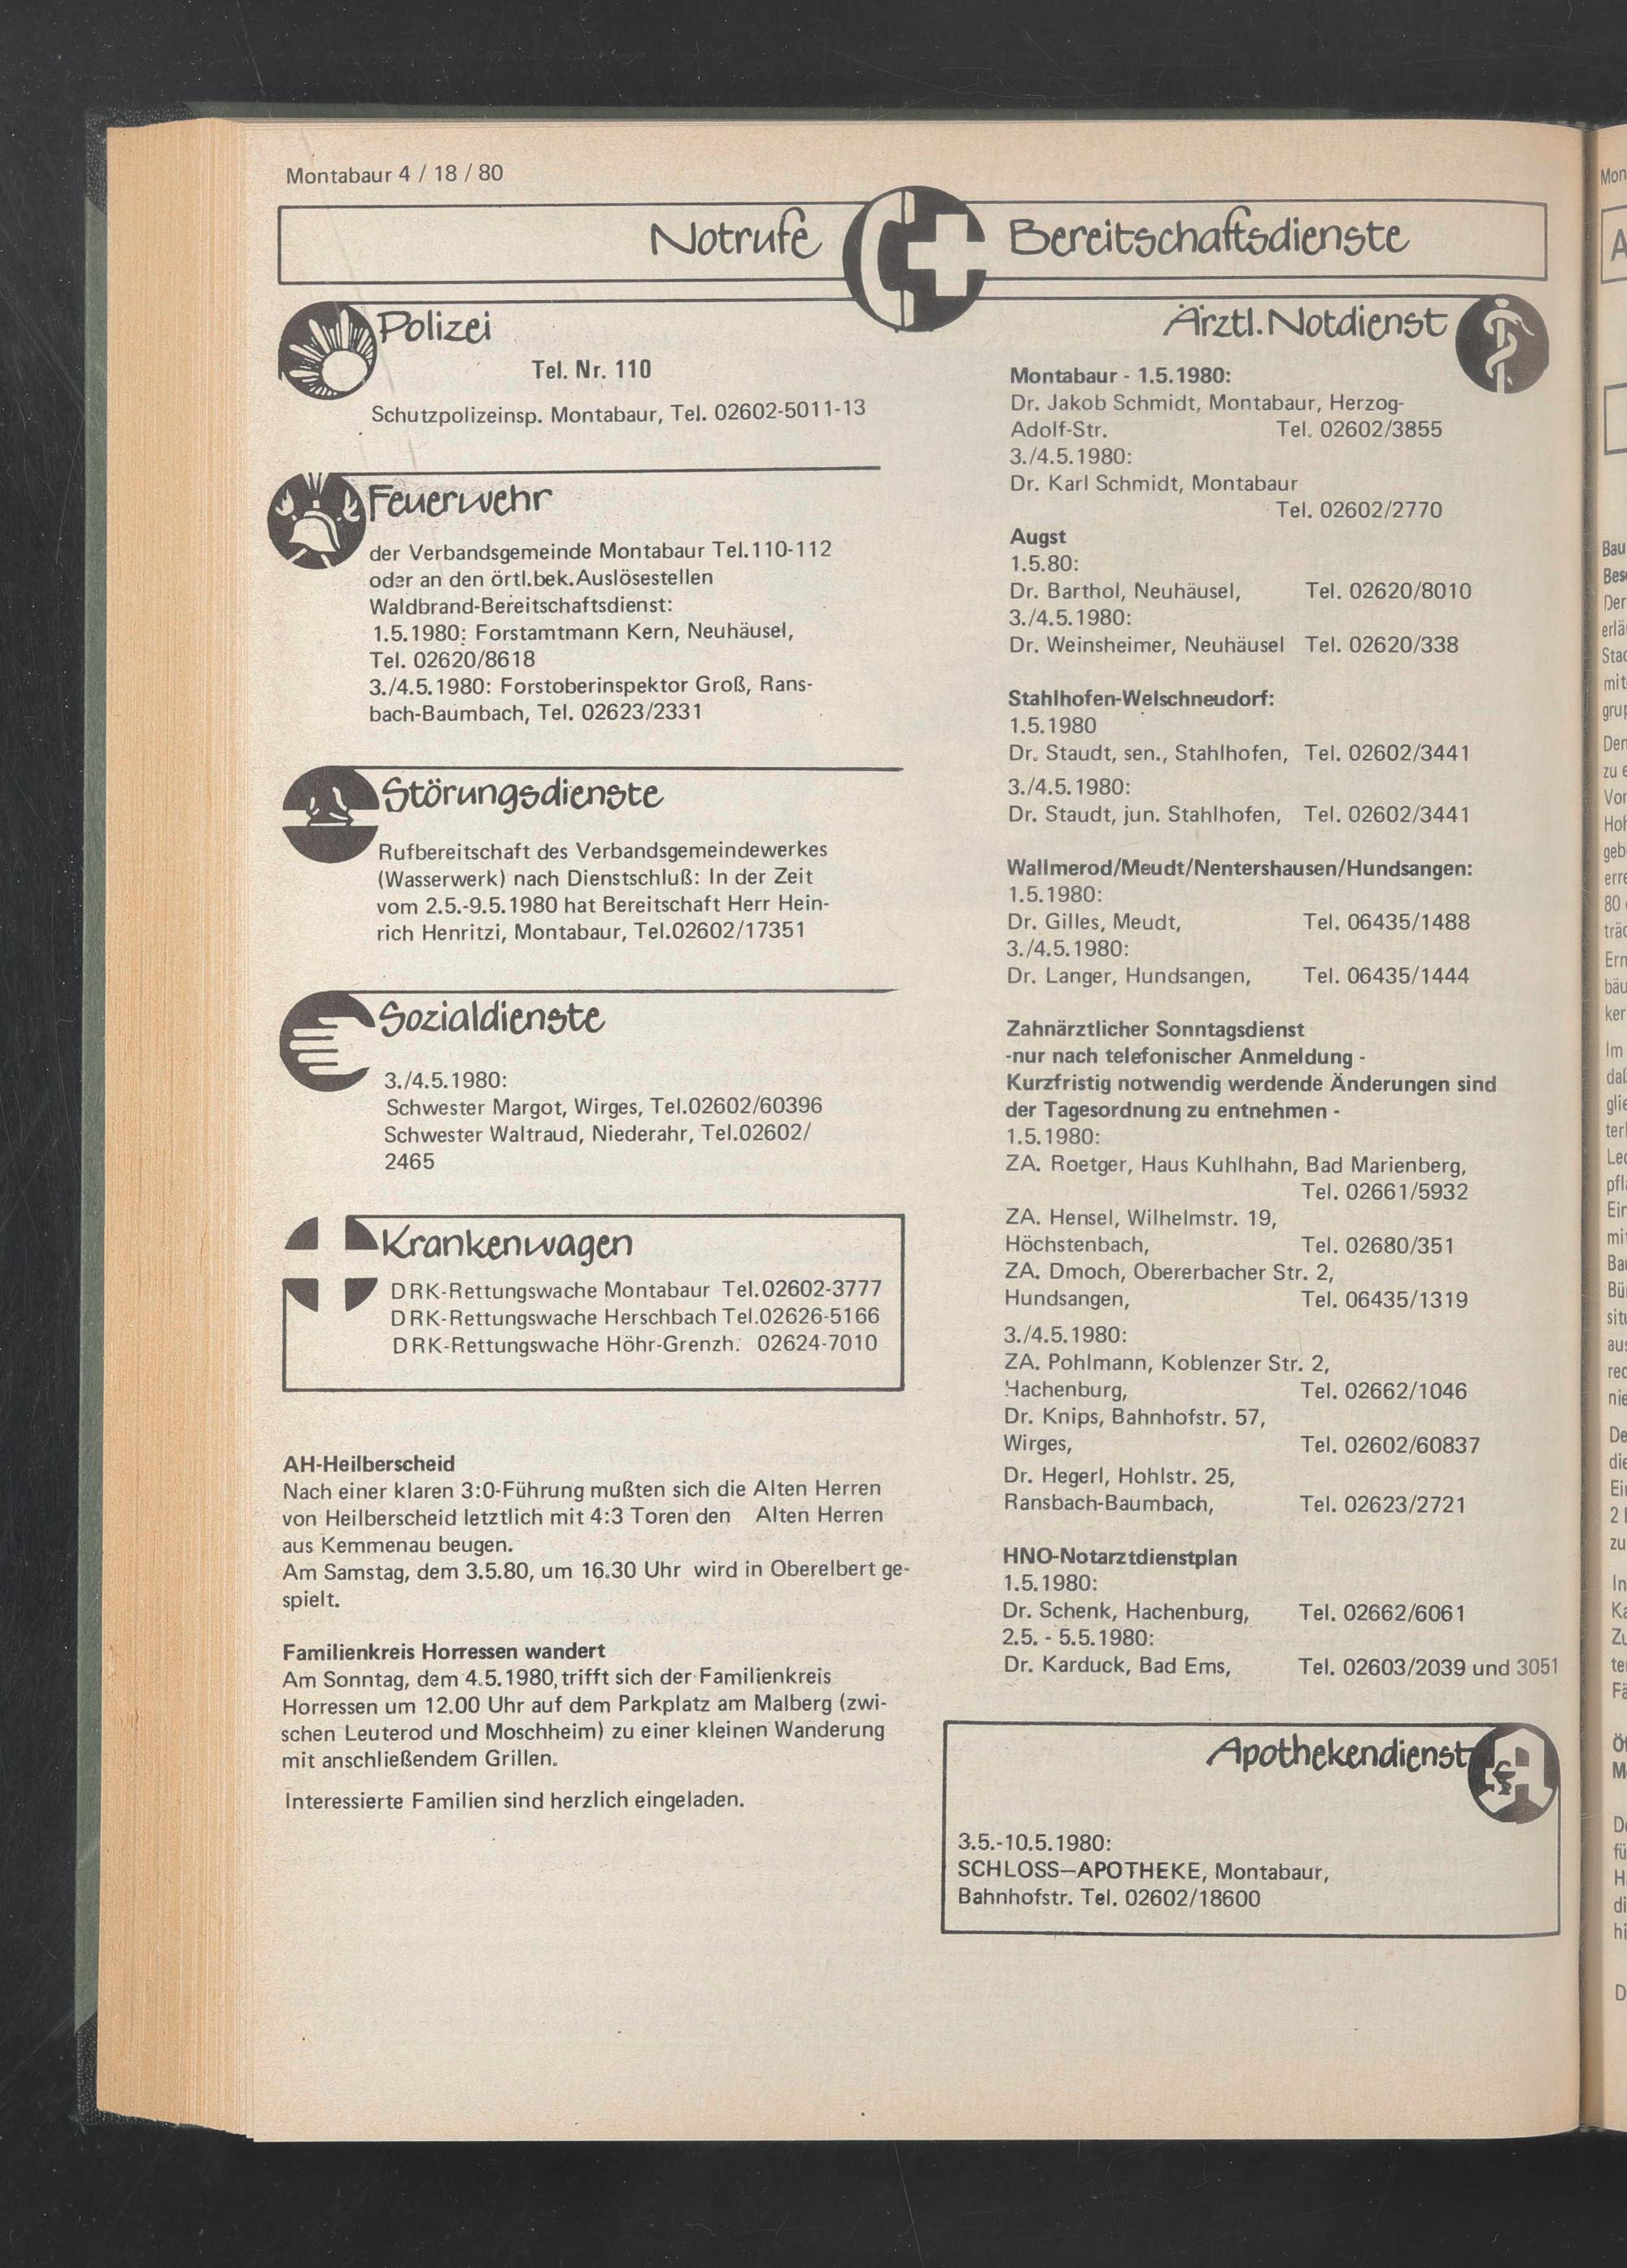 Montabaur 4 / 18 / 80
Notrufe
Bereitschaftsdienste
Polizei
Tel. Nr. 110
Schutzpolizeinsp. Montabaur, Tel. 02602-5011-13
Feuerwehr
der Verbandsgemeinde Montabaur Tel.110-112
oder an den örtl.bek.Auslösestellen
Waldbrand-Bereitschaftsdienst:
1.5.1980: Forstamtmann Kern, Neuhäusel,
Tel. 02620/8618
3./4.5.1980: Forstoberinspektor Groß, Rans-
bach-Baumbach, Tel. 02623/2331
Störungsdienste
Rufbereitschaft des Verbandsgemeindewerkes
(Wasserwerk) nach Dienstschluß: In der Zeit
vom 2.5.-9.5.1980 hat Bereitschaft Herr Hein-
rich Henritzi, Montabaur, Tel.02602/17351
Sozialdienste
3./4.5.1980:
Schwester Margot, Wirges, Tel.02602/60396
Schwester Waltraud, Niederahr, Tel.02602/
2465
Krankenwagen
DRK-Rettungswache Montabaur Tel.02602-3777
DRK-Rettungswache Herschbach Tel.02626-5166
DRK-Rettungswache Höhr-Grenzh. 02624-7010
AH-Heilberscheid
Nach einer klaren 3:0-Führung mußten sich die Alten Herren
von Heilberscheid letztlich mit 4:3 Toren den Alten Herren
aus Kemmenau beugen.
Am Samstag, dem 3.5.80, um 16.30 Uhr wird in Oberelbert ge-
spielt.
Familienkreis Horressen wandert
Am Sonntag, dem 4.5.1980, trifft sich der Familienkreis
Horressen um 12.00 Uhr auf dem Parkplatz am Malberg (zwi-
schen Leuterod und Moschheim) zu einer kleinen Wanderung
mit anschließendem Grillen.
Interessierte Familien sind herzlich eingeladen.
Ärztl. Notdienst
Montabaur - 1.5.1980:
Dr. Jakob Schmidt, Montabaur, Herzog-
Adolf-Str. Tel. 02602/3855
3./4.5.1980:
Dr. Karl Schmidt, Montabaur
Tel. 02602/2770
Augst
1.5.80:
Dr. Barthol, Neuhäusel, Tel. 02620/8010
3./4.5.1980:
Dr. Weinsheimer, Neuhäusel Tel. 02620/338
Stahlhofen-Welschneudorf:
1.5.1980
Dr. Staudt, sen., Stahlhofen, Tel. 02602/3441
3./4.5.1980:
Dr. Staudt, jun. Stahlhofen, Tel. 02602/3441
Wallmerod/Meudt/Nentershausen/Hundsangen:
1.5.1980:
Dr. Gilles, Meudt, Tel. 06435/1488
3./4.5.1980:
Dr. Langer, Hundsangen, Tel. 06435/1444
Zahnärztlicher Sonntagsdienst
-nur nach telefonischer Anmeldung -
Kurzfristig notwendig werdende Änderungen sind
der Tagesordnung zu entnehmen -
1.5.1980:
ZA. Roetger, Haus Kuhlhahn, Bad Marienberg,
Tel. 02661/5932
ZA. Hensel, Wilhelmstr. 19,
Höchstenbach, Tel. 02680/351
ZA. Dmoch, Obererbacher Str. 2,
Hundsangen, Tel. 06435/1319
3./4.5.1980:
ZA. Pohlmann, Koblenzer Str. 2,
Hachenburg, Tel. 02662/1046
Dr. Knips, Bahnhofstr. 57,
Wirges, Tel. 02602/60837
Dr. Hegerl, Hohlstr. 25,
Ransbach-Baumbach, Tel. 02623/2721
HNO-Notarztdienstplan
1.5.1980:
Dr. Schenk, Hachenburg, Tel. 02662/6061
2.5. - 5.5.1980:
Dr. Karduck, Bad Ems, Tel. 02603/2039 und 3051
Apothekendienst
3.5.-10.5.1980:
SCHLOSS—APOTHEKE, Montabaur,
Bahnhofstr. Tel. 02602/18600